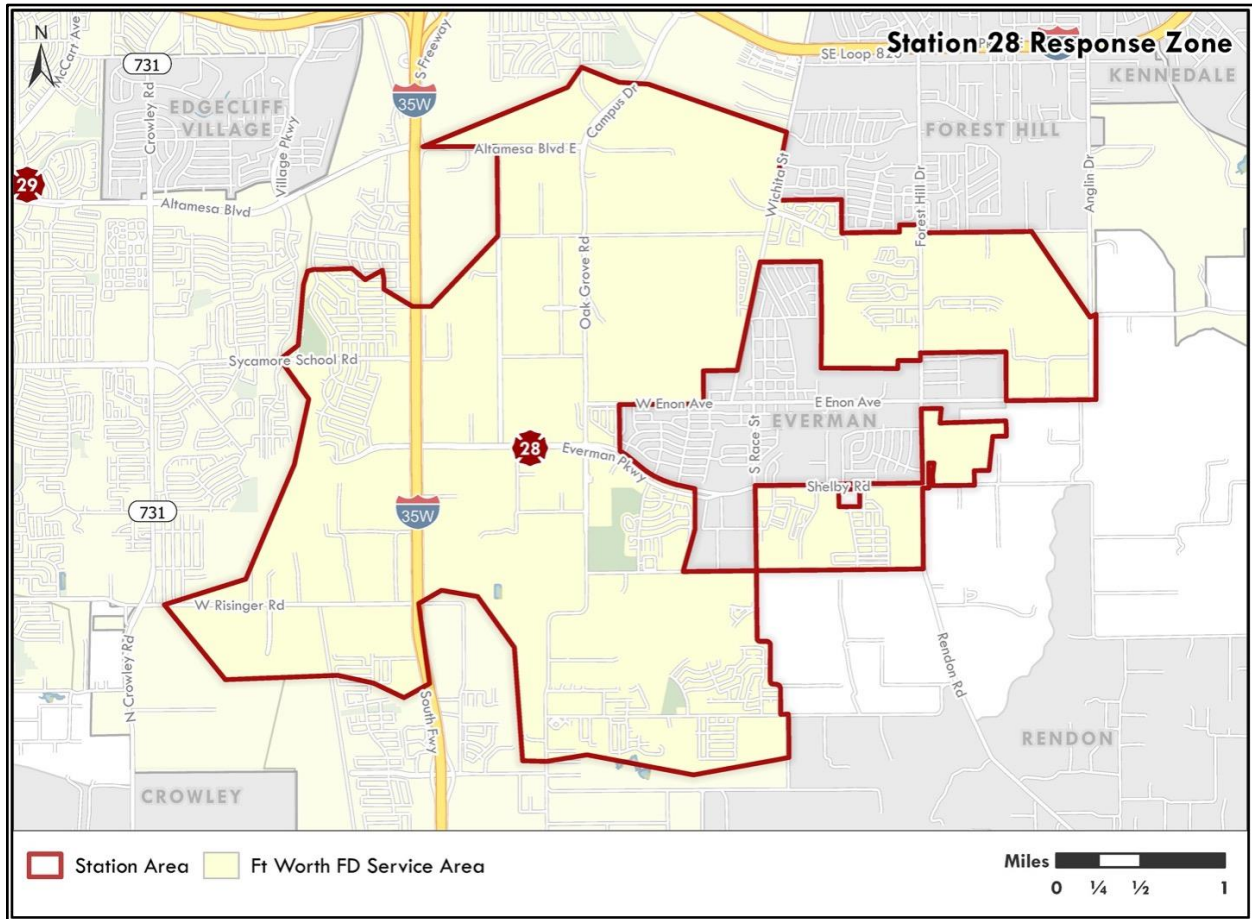 Station 28 Response Zone
N
McCart Ave
731
Crowley Rd
EDGECLIFF
VILLAGE
Village Pkwy
S Freeway
35W
SE Loop 820
KENNEDALE
FOREST HILL
Campus Dr
Altamesa Blvd E
Wichita St
Forest Hill Dr
Anglin Dr
29
Altamesa Blvd
Oak Grove Rd
Sycamore School Rd
W Enon Ave
E Enon Ave
EVERMAN
S Race St
28
Everman Pkwy
Shelby Rd
731
35W
W Risinger Rd
N Crowley Rd
South Fwy
Rendon Rd
RENDON
CROWLEY
Station Area
Ft Worth FD Service Area
Miles
0 ¼ ½ 1